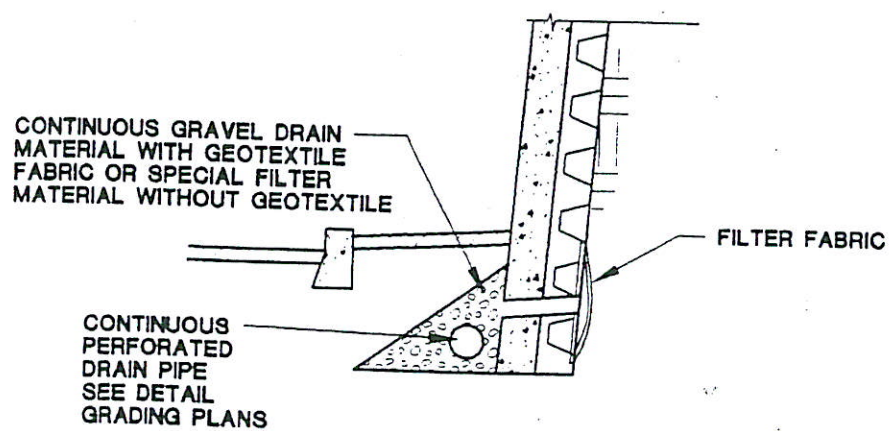 CONTINUOUS GRAVEL DRAIN
MATERIAL WITH GEOTEXTILE
FABRIC OR SPECIAL FILTER
MATERIAL WITHOUT GEOTEXTILE
FILTER FABRIC
CONTINUOUS
PERFORATED
DRAIN PIPE
SEE DETAIL
GRADING PLANS